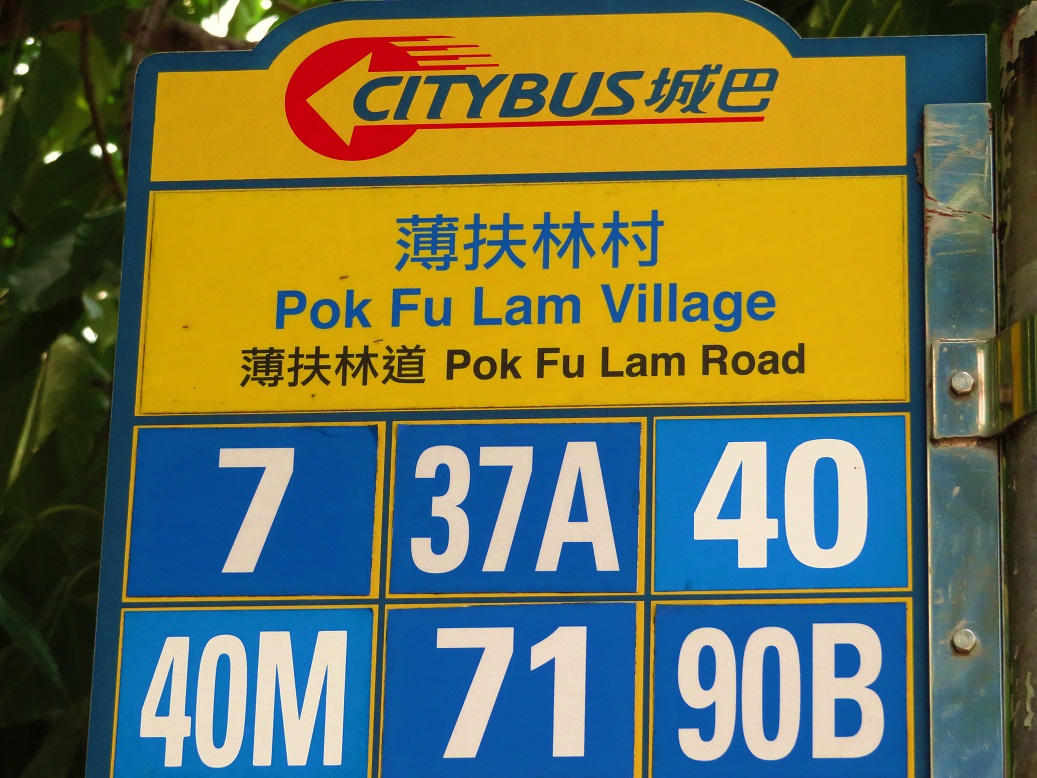 CITYBUS城巴
薄扶林村
Pok Fu Lam Village
薄扶林道 Pok Fu Lam Road
7 37A 40
40M 71 90B